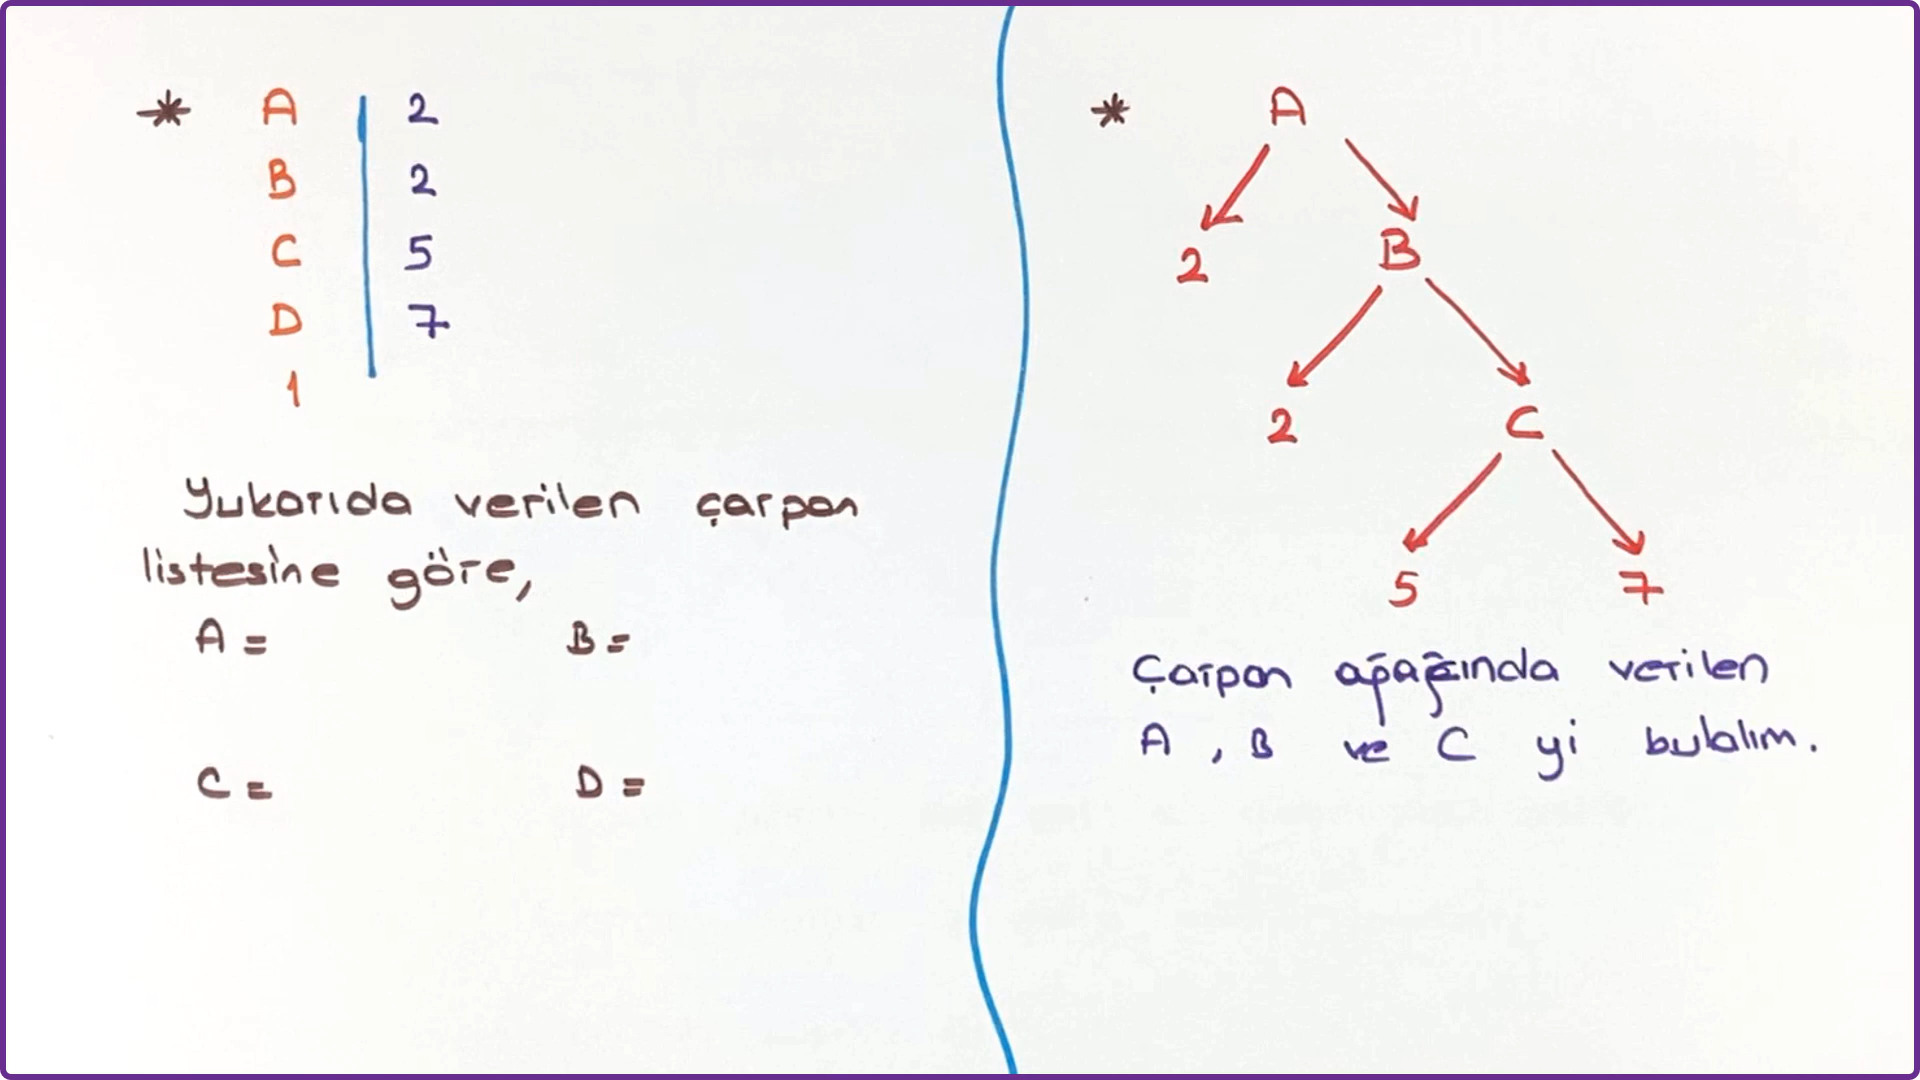 * A | 2
B | 2
C | 5
D | 7
1
Yukarıda verilen çarpan
listesine göre,
A = B =
C = D =
* A
2 B
2 C
5 7
Çarpan verilen
A , B ve C yi bulalım.